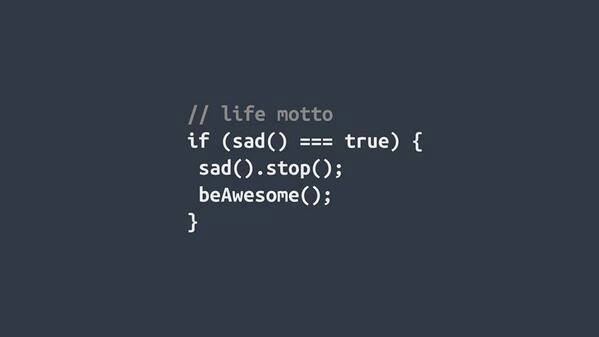 // life motto
if (sad() === true) {
 sad().stop();
 beAwesome();
}